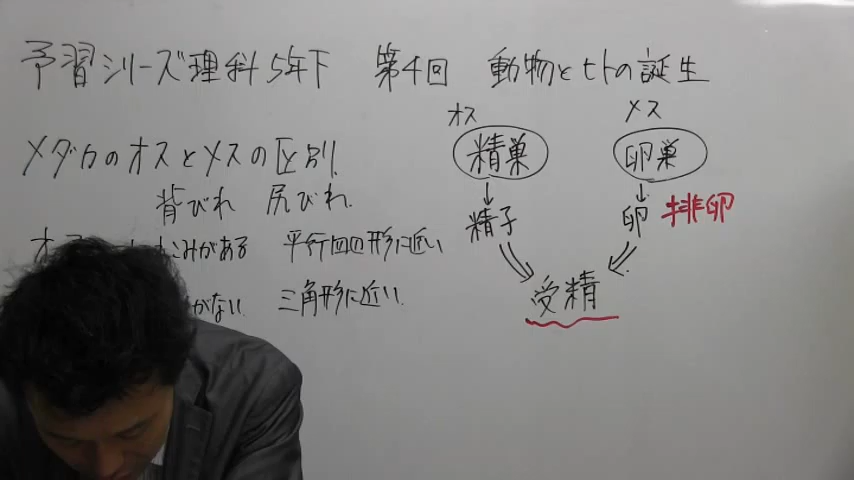 予習シリーズ理科5年下 第4回 動物とヒトの誕生
メダカのオスとメスの区別
背びれ 尻びれ
オ こみがある 平行四辺形に近い
がない 三角形に近い
オス メス
精巣 卵巣
精子 卵 排卵
受精